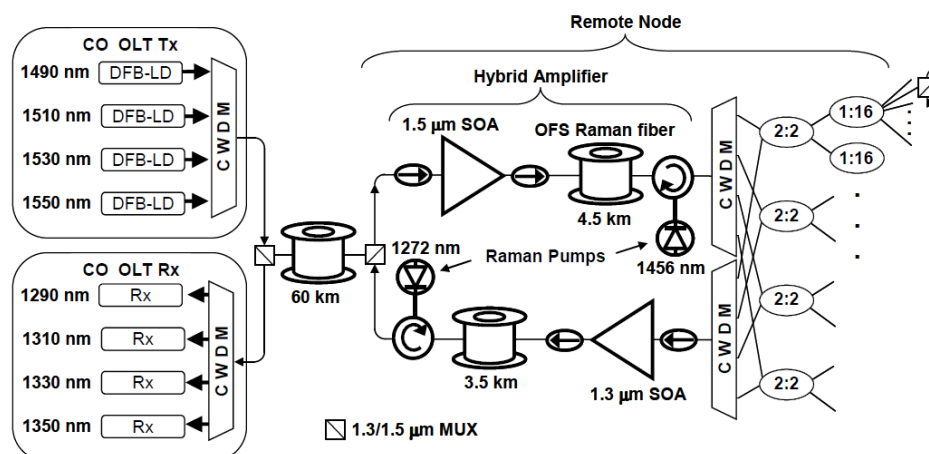 Remote Node
CO OLT Tx
1490 nm DFB-LD
1510 nm DFB-LD
1530 nm DFB-LD
1550 nm DFB-LD
CWDM
Hybrid Amplifier
1.5 µm SOA
OFS Raman fiber
4.5 km
CWDM
2:2
1:16
1:16
2:2
2:2
2:2
1272 nm
Raman Pumps
1456 nm
60 km
CO OLT Rx
1290 nm Rx
1310 nm Rx
1330 nm Rx
1350 nm Rx
CWDM
3.5 km
1.3 µm SOA
CWDM
1.3/1.5 µm MUX